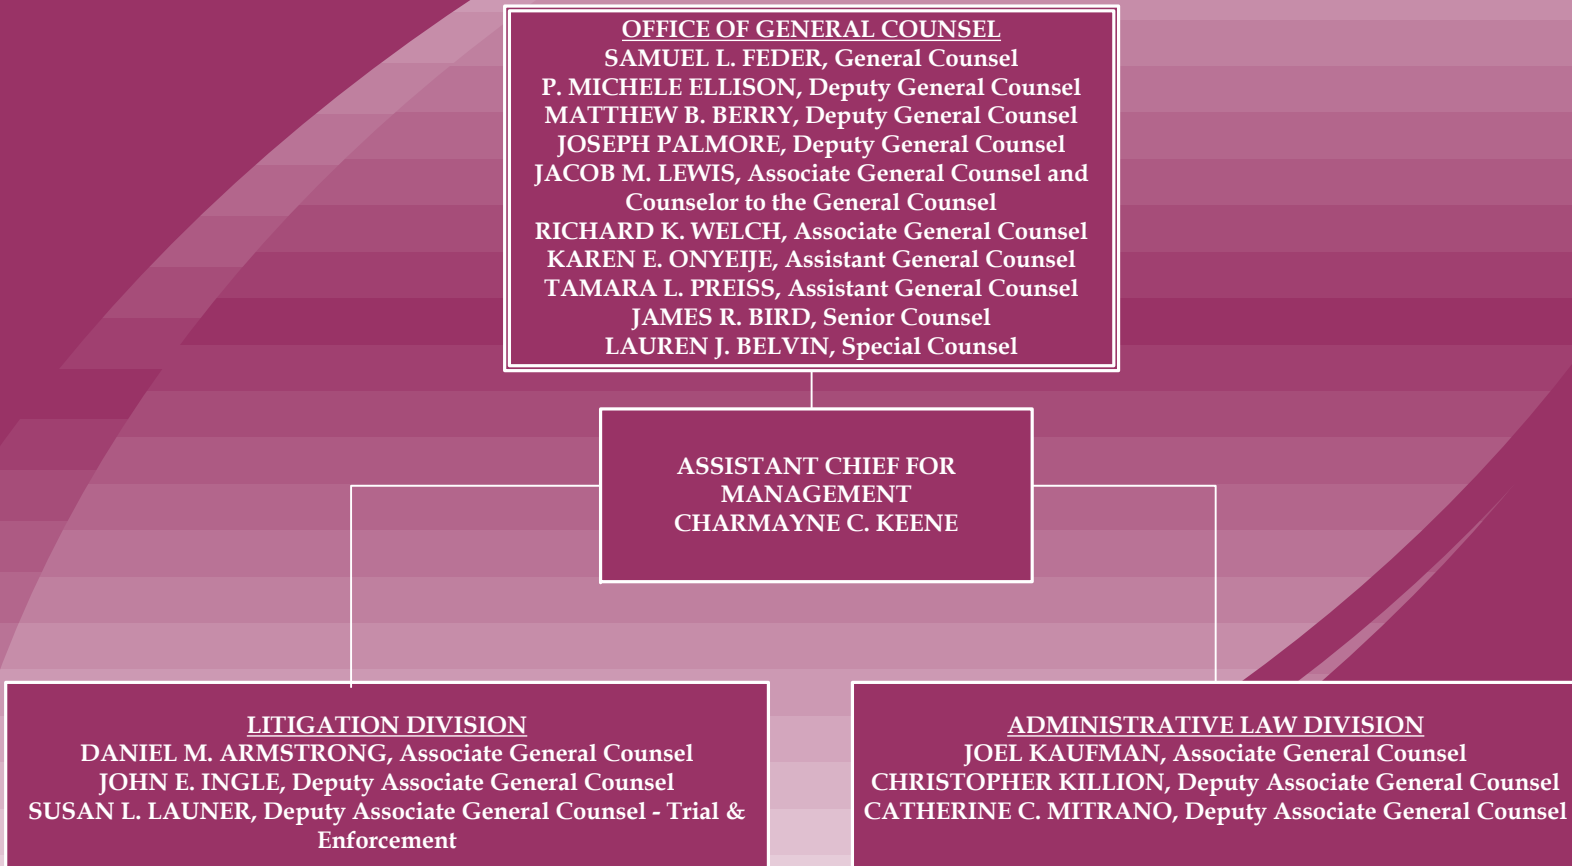 OFFICE OF GENERAL COUNSEL
SAMUEL L. FEDER, General Counsel
P. MICHELE ELLISON, Deputy General Counsel
MATTHEW B. BERRY, Deputy General Counsel
JOSEPH PALMORE, Deputy General Counsel
JACOB M. LEWIS, Associate General Counsel and
Counselor to the General Counsel
RICHARD K. WELCH, Associate General Counsel
KAREN E. ONYEIJE, Assistant General Counsel
TAMARA L. PREISS, Assistant General Counsel
JAMES R. BIRD, Senior Counsel
LAUREN J. BELVIN, Special Counsel
ASSISTANT CHIEF FOR
MANAGEMENT
CHARMAYNE C. KEENE
LITIGATION DIVISION
DANIEL M. ARMSTRONG, Associate General Counsel
JOHN E. INGLE, Deputy Associate General Counsel
SUSAN L. LAUNER, Deputy Associate General Counsel - Trial &
Enforcement
ADMINISTRATIVE LAW DIVISION
JOEL KAUFMAN, Associate General Counsel
CHRISTOPHER KILLION, Deputy Associate General Counsel
CATHERINE C. MITRANO, Deputy Associate General Counsel